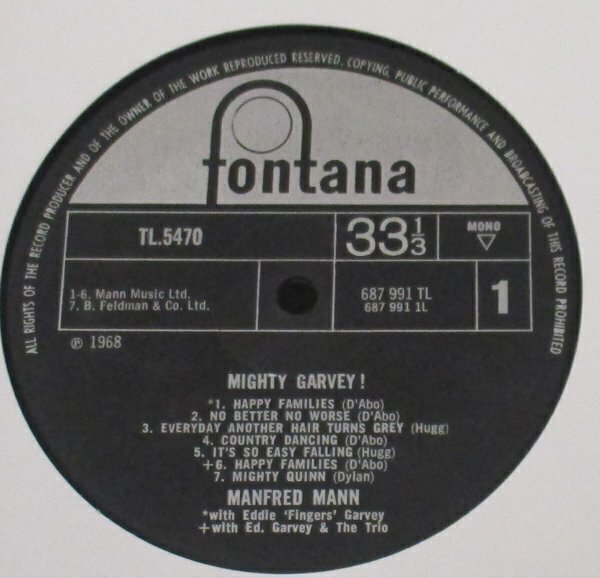 ALL RIGHTS OF THE RECORD PRODUCER AND OF THE OWNER OF THE WORK REPRODUCED RESERVED. COPYING, PUBLIC PERFORMANCE AND BROADCASTING OF THIS RECORD PROHIBITED
fontana
TL.5470
33 1/3
MONO
1-6. Mann Music Ltd.
7. B. Feldman & Co. Ltd.
687 991 TL
687 991 1L
1
℗ 1968
MIGHTY GARVEY !
*1. HAPPY FAMILIES (D'Abo)
2. NO BETTER NO WORSE (D'Abo)
3. EVERYDAY ANOTHER HAIR TURNS GREY (Hugg)
4. COUNTRY DANCING (D'Abo)
5. IT'S SO EASY FALLING (Hugg)
+6. HAPPY FAMILIES (D'Abo)
7. MIGHTY QUINN (Dylan)
MANFRED MANN
*with Eddie 'Fingers' Garvey
+with Ed. Garvey & The Trio